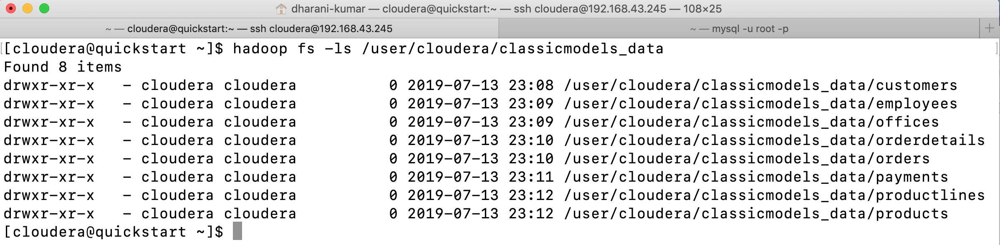 dharani-kumar — cloudera@quickstart:~ — ssh cloudera@192.168.43.245 — 108×25
~ — cloudera@quickstart:~ — ssh cloudera@192.168.43.245
~ — mysql -u root -p
[cloudera@quickstart ~]$ hadoop fs -ls /user/cloudera/classicmodels_data
Found 8 items
drwxr-xr-x   - cloudera cloudera          0 2019-07-13 23:08 /user/cloudera/classicmodels_data/customers
drwxr-xr-x   - cloudera cloudera          0 2019-07-13 23:09 /user/cloudera/classicmodels_data/employees
drwxr-xr-x   - cloudera cloudera          0 2019-07-13 23:09 /user/cloudera/classicmodels_data/offices
drwxr-xr-x   - cloudera cloudera          0 2019-07-13 23:10 /user/cloudera/classicmodels_data/orderdetails
drwxr-xr-x   - cloudera cloudera          0 2019-07-13 23:10 /user/cloudera/classicmodels_data/orders
drwxr-xr-x   - cloudera cloudera          0 2019-07-13 23:11 /user/cloudera/classicmodels_data/payments
drwxr-xr-x   - cloudera cloudera          0 2019-07-13 23:12 /user/cloudera/classicmodels_data/productlines
drwxr-xr-x   - cloudera cloudera          0 2019-07-13 23:12 /user/cloudera/classicmodels_data/products
[cloudera@quickstart ~]$